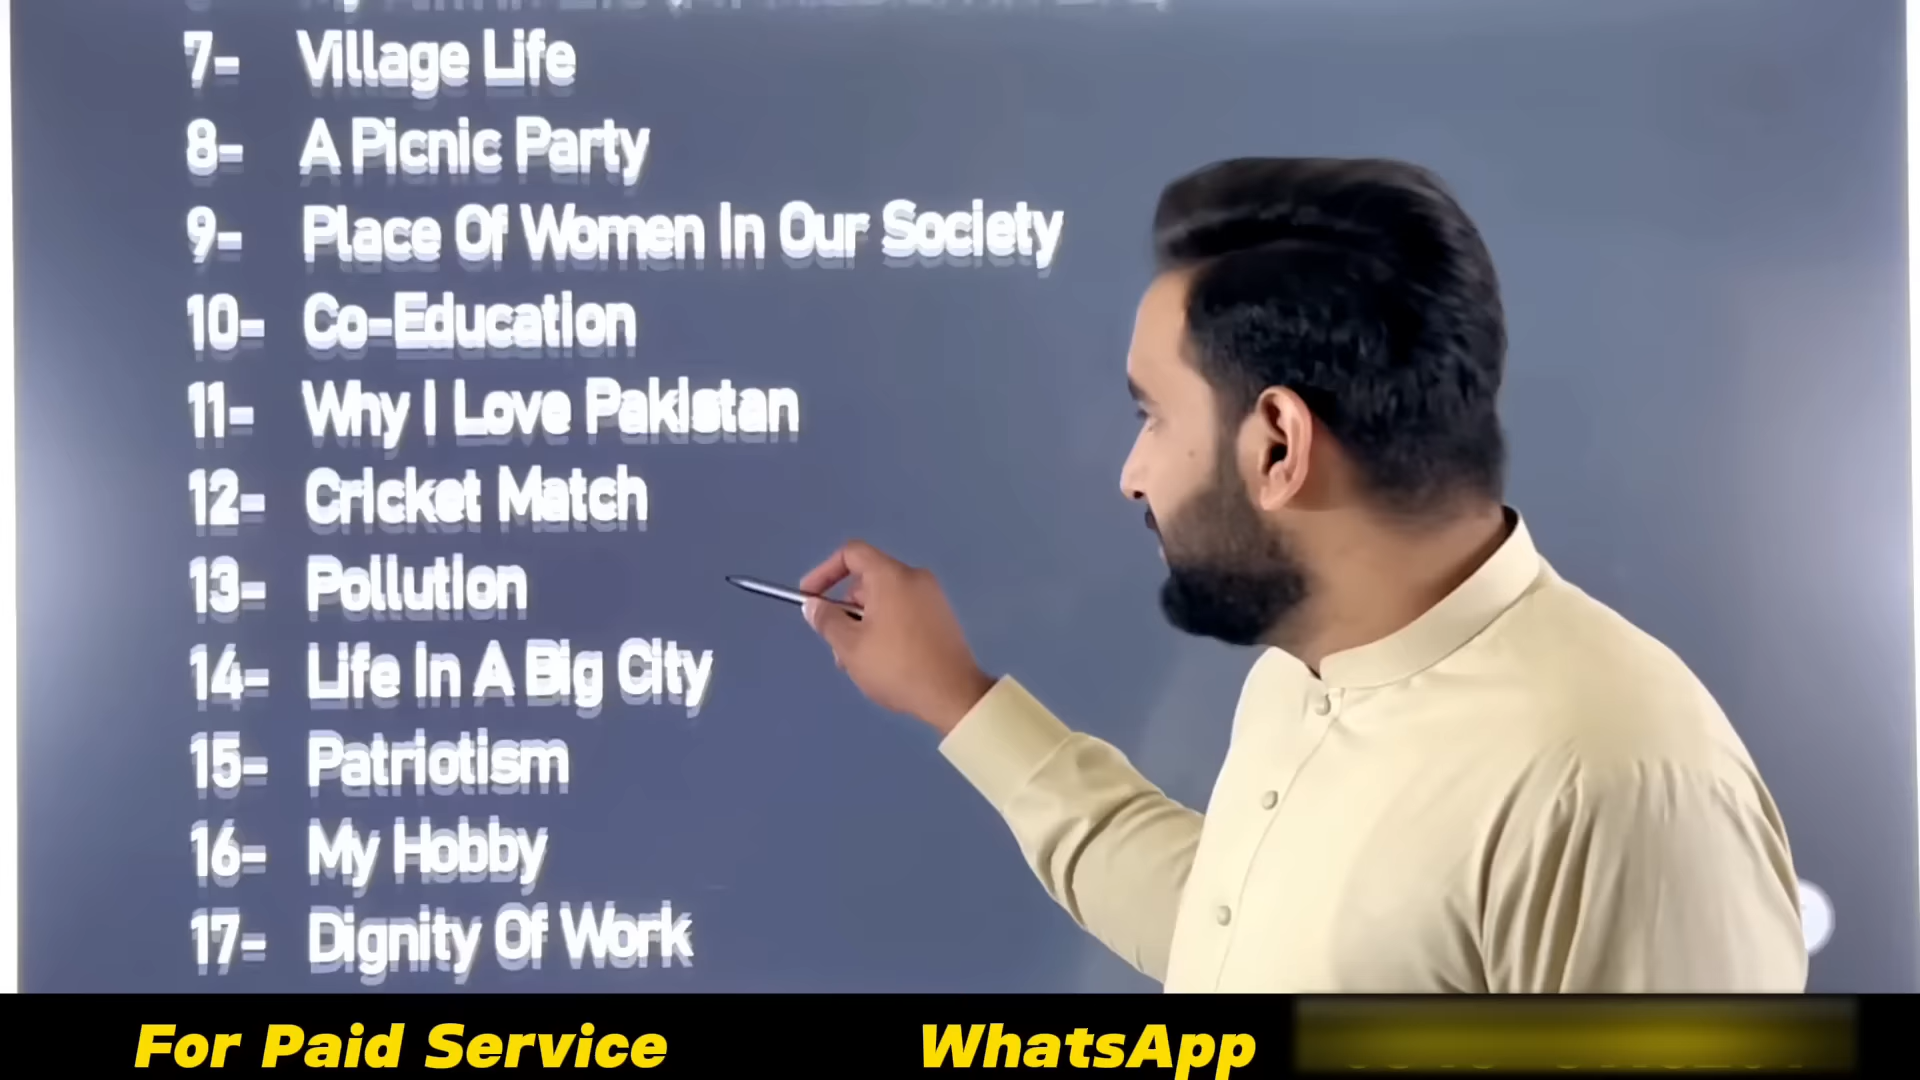 7- Village Life
8- A Picnic Party
9- Place Of Women In Our Society
10- Co-Education
11- Why I Love Pakistan
12- Cricket Match
13- Pollution
14- Life In A Big City
15- Patriotism
16- My Hobby
17- Dignity Of Work
For Paid Service WhatsApp